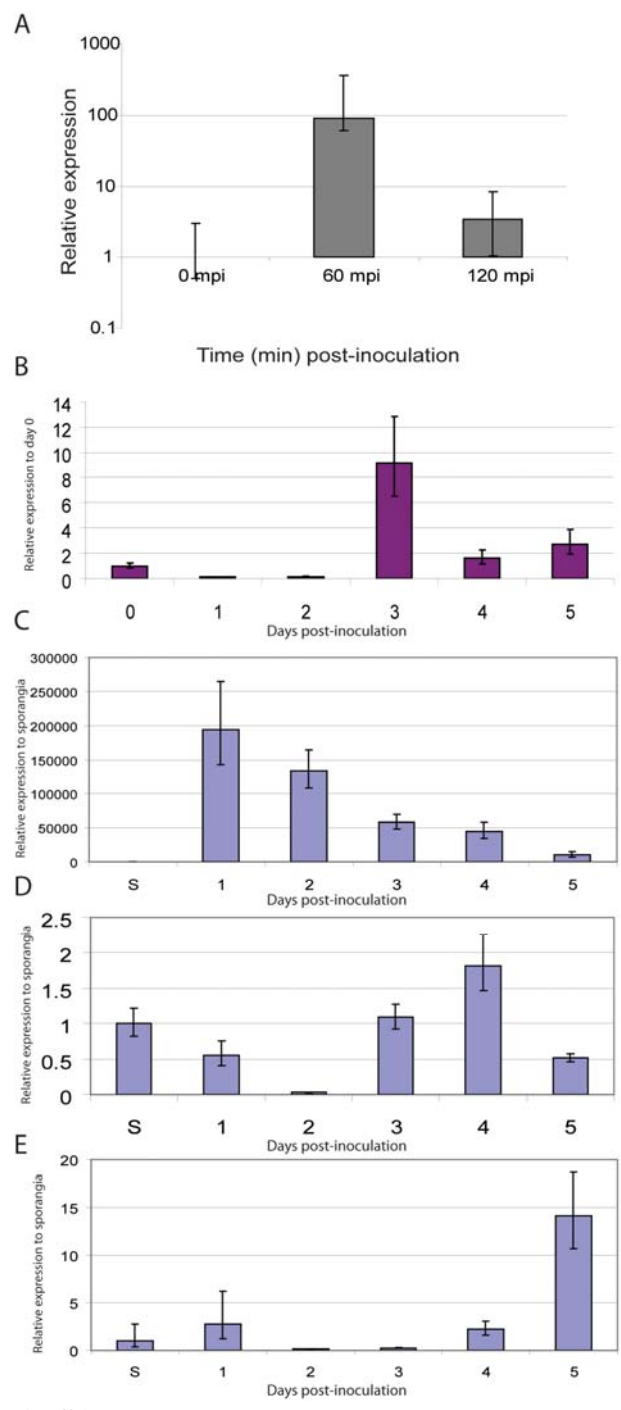 A
1000
100
10
1
0.1
Relative expression
0 mpi 60 mpi 120 mpi
Time (min) post-inoculation
B
14
12
10
8
6
4
2
0
Relative expression to day 0
0 1 2 3 4 5
Days post-inoculation
C
300000
250000
200000
150000
100000
50000
0
Relative expression to sporangia
S 1 2 3 4 5
Days post-inoculation
D
2.5
2
1.5
1
0.5
0
Relative expression to sporangia
S 1 2 3 4 5
Days post-inoculation
E
20
15
10
5
0
Relative expression to sporangia
S 1 2 3 4 5
Days post-inoculation